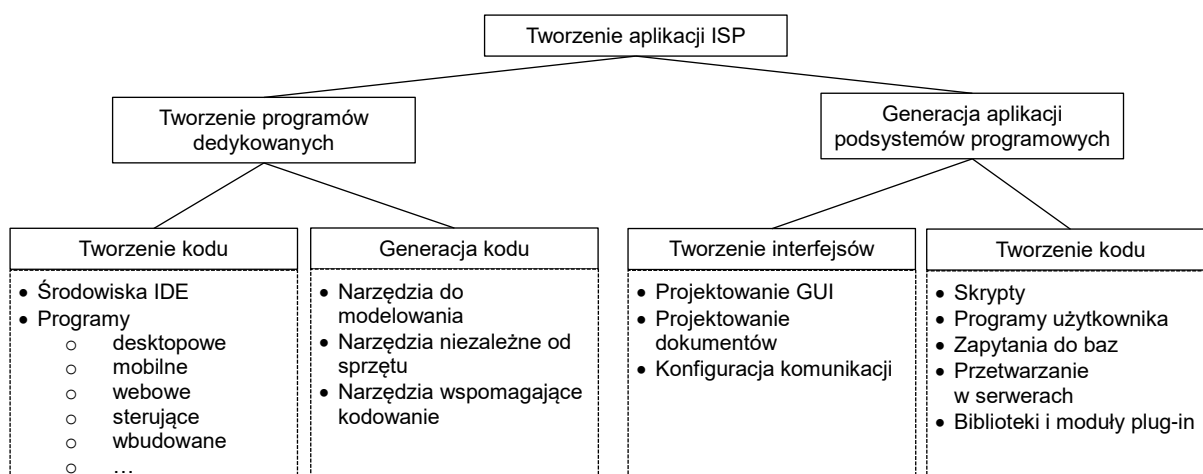 Tworzenie aplikacji ISP
Tworzenie programów
dedykowanych
Generacja aplikacji
podsystemów programowych
Tworzenie kodu
• Środowiska IDE
• Programy
o desktopowe
o mobilne
o webowe
o sterujące
o wbudowane
o …
Generacja kodu
• Narzędzia do
modelowania
• Narzędzia niezależne od
sprzętu
• Narzędzia wspomagające
kodowanie
Tworzenie interfejsów
• Projektowanie GUI
• Projektowanie
dokumentów
• Konfiguracja komunikacji
Tworzenie kodu
• Skrypty
• Programy użytkownika
• Zapytania do baz
• Przetwarzanie
w serwerach
• Biblioteki i moduły plug-in